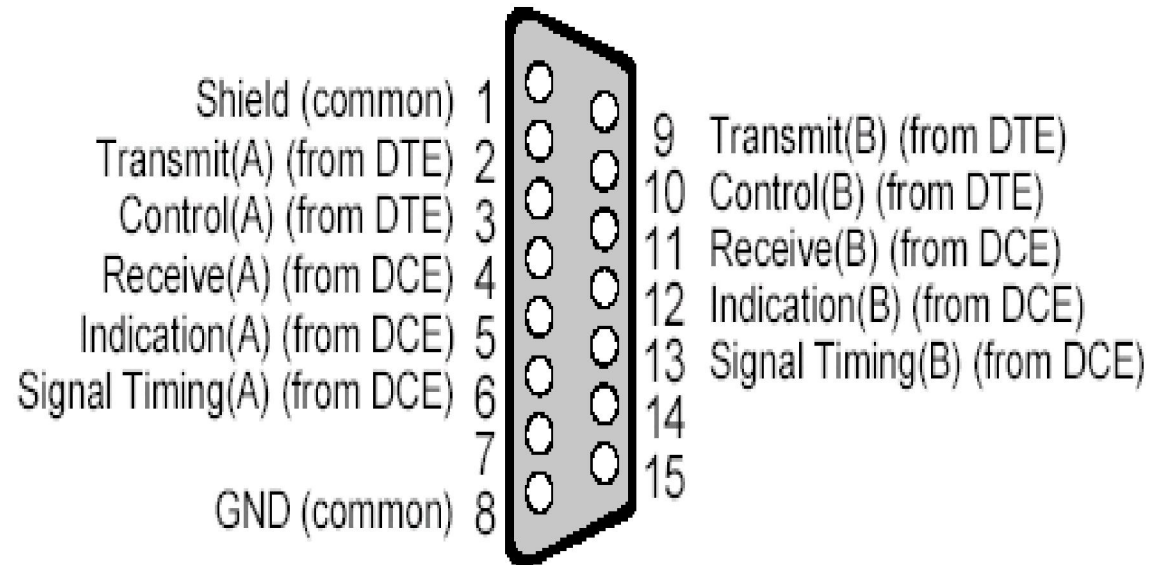 Shield (common) 1
Transmit(A) (from DTE) 2
Control(A) (from DTE) 3
Receive(A) (from DCE) 4
Indication(A) (from DCE) 5
Signal Timing(A) (from DCE) 6
7
GND (common) 8
9 Transmit(B) (from DTE)
10 Control(B) (from DTE)
11 Receive(B) (from DCE)
12 Indication(B) (from DCE)
13 Signal Timing(B) (from DCE)
14
15